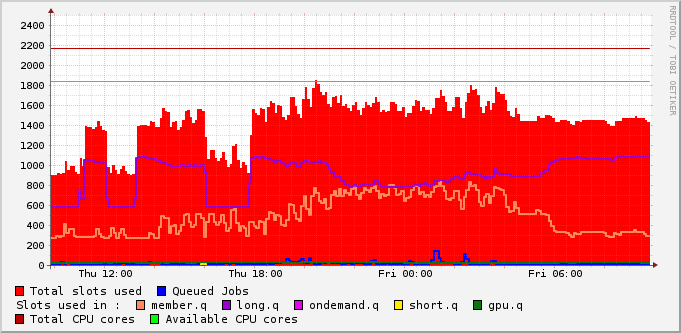 2400
2200
2000
1800
1600
1400
1200
1000
800
600
400
200
0
Thu 12:00 Thu 18:00 Fri 00:00 Fri 06:00
RRDTOOL / TOBI OETIKER
Total slots used Queued Jobs
Slots used in : member.q long.q ondemand.q short.q gpu.q
Total CPU cores Available CPU cores